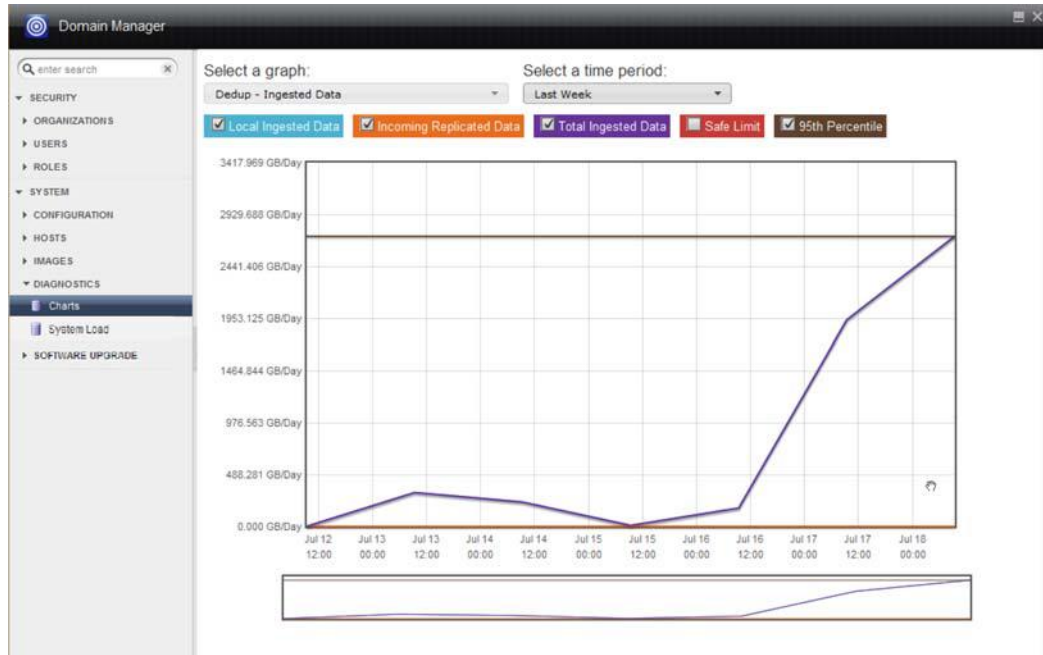 Domain Manager
enter search
SECURITY
ORGANIZATIONS
USERS
ROLES
SYSTEM
CONFIGURATION
HOSTS
IMAGES
DIAGNOSTICS
Charts
System Load
SOFTWARE UPGRADE
Select a graph:
Dedup - Ingested Data
Select a time period:
Last Week
Local Ingested Data
Incoming Replicated Data
Total Ingested Data
Safe Limit
95th Percentile
3417.969 GB/Day
2929.688 GB/Day
2441.406 GB/Day
1953.125 GB/Day
1464.844 GB/Day
976.563 GB/Day
488.281 GB/Day
0.000 GB/Day
Jul 12 Jul 13 Jul 13 Jul 14 Jul 14 Jul 15 Jul 15 Jul 16 Jul 16 Jul 17 Jul 17 Jul 18
12:00 00:00 12:00 00:00 12:00 00:00 12:00 00:00 12:00 00:00 12:00 00:00